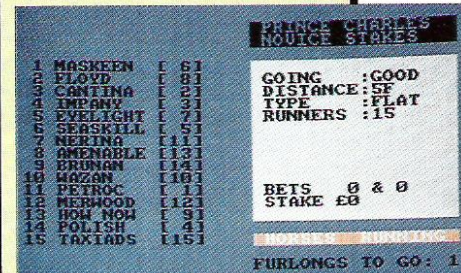 PRINCE CHARLES
NOVICE STAKES
1 MASKEEN [ 6]
2 FLOYD [ 8]
3 CANTINA [ 2]
4 IMPANY [ 3]
5 EYELIGHT [ 7]
6 SEASKILL [ 5]
7 NERINA [11]
8 AMENABLE [13]
9 BRUNAN [14]
10 WAZAN [10]
11 PETROC [ 1]
12 MERWOOD [12]
13 HOW NOW [ 9]
14 POLISH [ 4]
15 TAXIADS [15]
GOING :GOOD
DISTANCE:5F
TYPE :FLAT
RUNNERS :15
BETS 0 & 0
STAKE £0
HORSES RUNNING
FURLONGS TO GO: 1